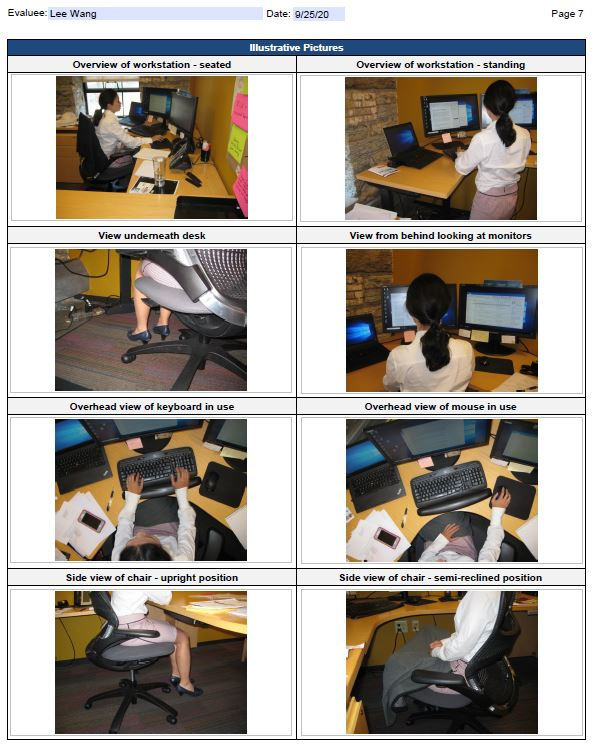 Evaluee: Lee Wang Date: 9/25/20 Page 7
Illustrative Pictures
Overview of workstation - seated
Overview of workstation - standing
View underneath desk
View from behind looking at monitors
Overhead view of keyboard in use
Overhead view of mouse in use
Side view of chair - upright position
Side view of chair - semi-reclined position